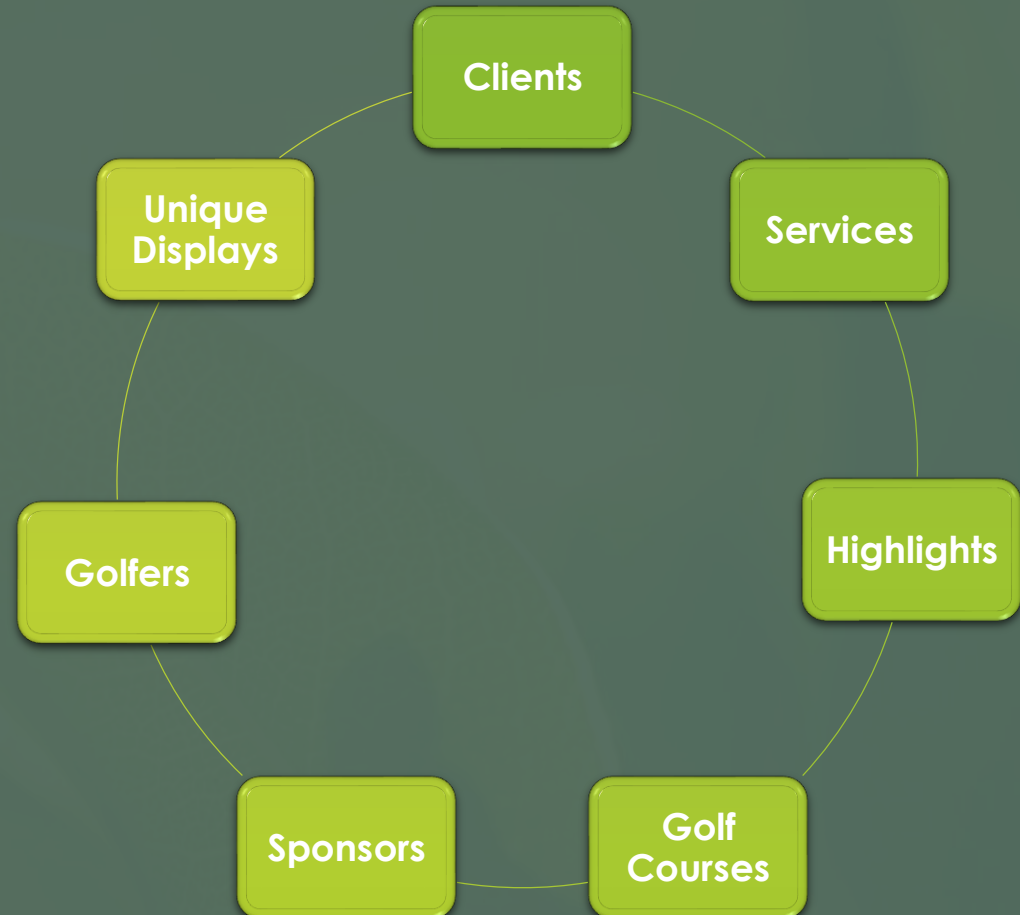 Clients
Services
Highlights
Golf
Courses
Sponsors
Golfers
Unique
Displays